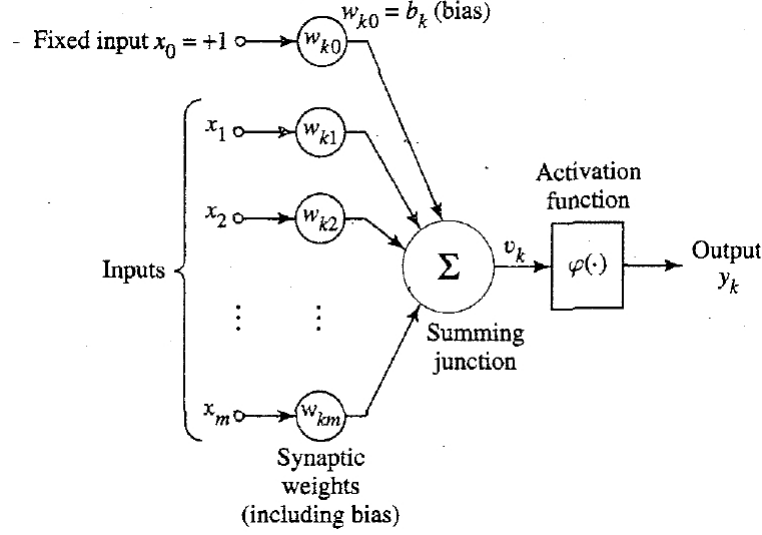 w_k0 = b_k (bias)
Fixed input x_0 = +1
w_k0
x_1
w_k1
x_2
w_k2
Inputs
x_m
w_km
Σ
Summing
junction
v_k
Activation
function
φ(·)
Output
y_k
Synaptic
weights
(including bias)